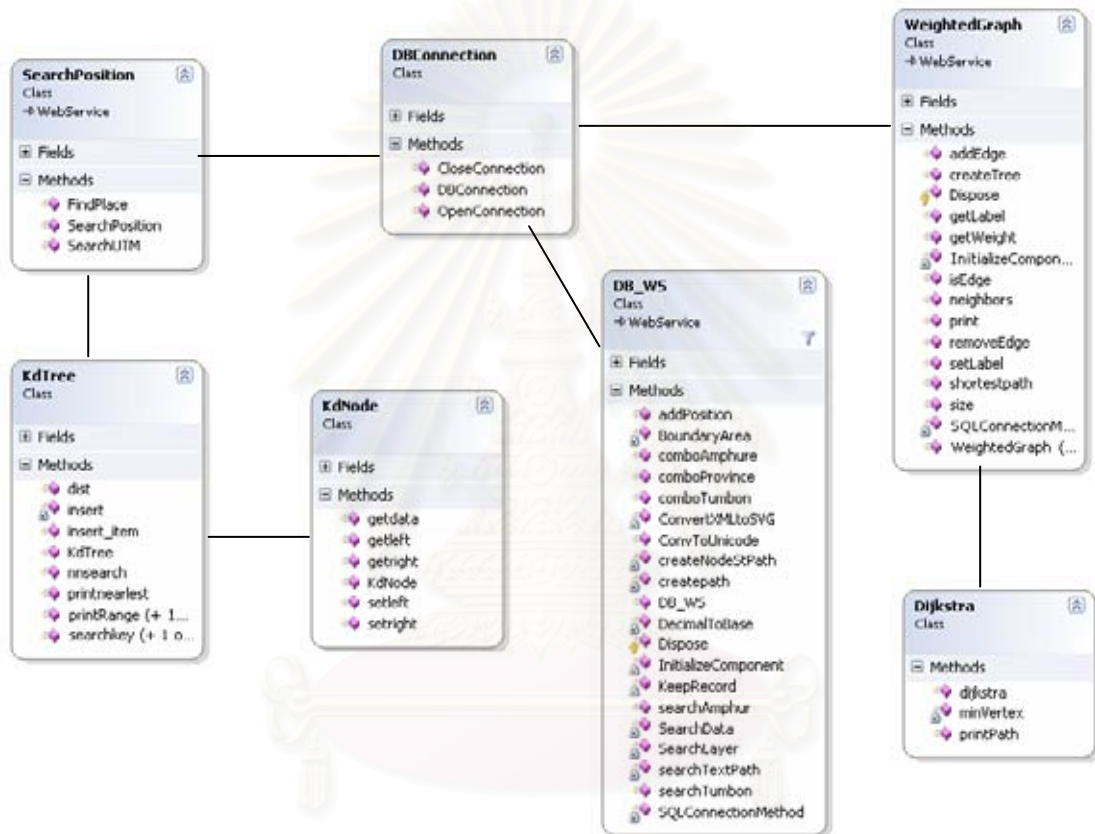 SearchPosition
Class
WebService
Fields
Methods
FindPlace
SearchPosition
SearchUTM
DBConnection
Class
Fields
Methods
CloseConnection
DBConnection
OpenConnection
WeightedGraph
Class
WebService
Fields
Methods
addEdge
createTree
Dispose
getLabel
getWeight
InitializeCompon...
isEdge
neighbors
print
removeEdge
setLabel
shortestpath
size
SQLConnectionM...
WeightedGraph (...
KdTree
Class
Fields
Methods
dist
insert
insert_item
KdTree
nnsearch
printnearlest
printRange (+ 1...
searchkey (+ 1 o...
KdNode
Class
Fields
Methods
getdata
getleft
getright
KdNode
setleft
setright
DB_WS
Class
WebService
Fields
Methods
addPosition
BoundaryArea
comboAmphure
comboProvince
comboTumbon
ConvertXMLtoSVG
ConvToUnicode
createNodeStPath
createpath
DB_WS
DecimalToBase
Dispose
InitializeComponent
KeepRecord
searchAmphur
SearchData
SearchLayer
searchTextPath
searchTumbon
SQLConnectionMethod
Dijkstra
Class
Methods
dijkstra
minVertex
printPath